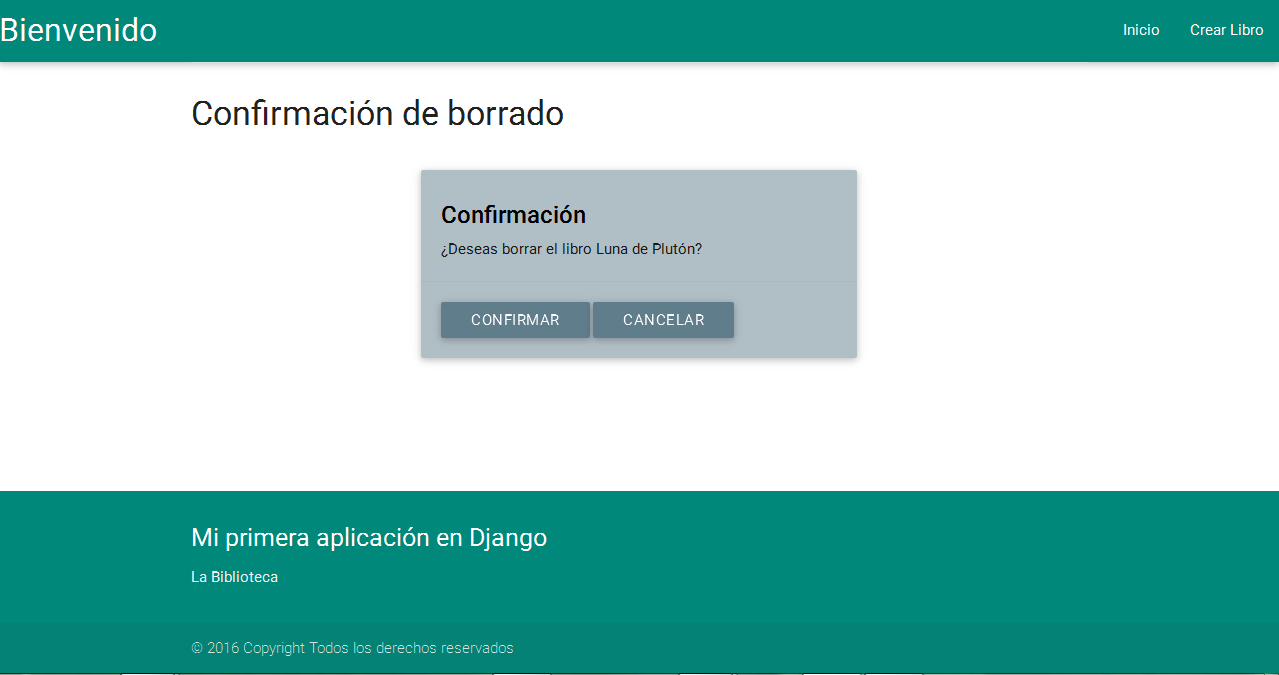 Bienvenido
Inicio
Crear Libro
Confirmación de borrado
Confirmación
¿Deseas borrar el libro Luna de Plutón?
CONFIRMAR
CANCELAR
Mi primera aplicación en Django
La Biblioteca
© 2016 Copyright Todos los derechos reservados